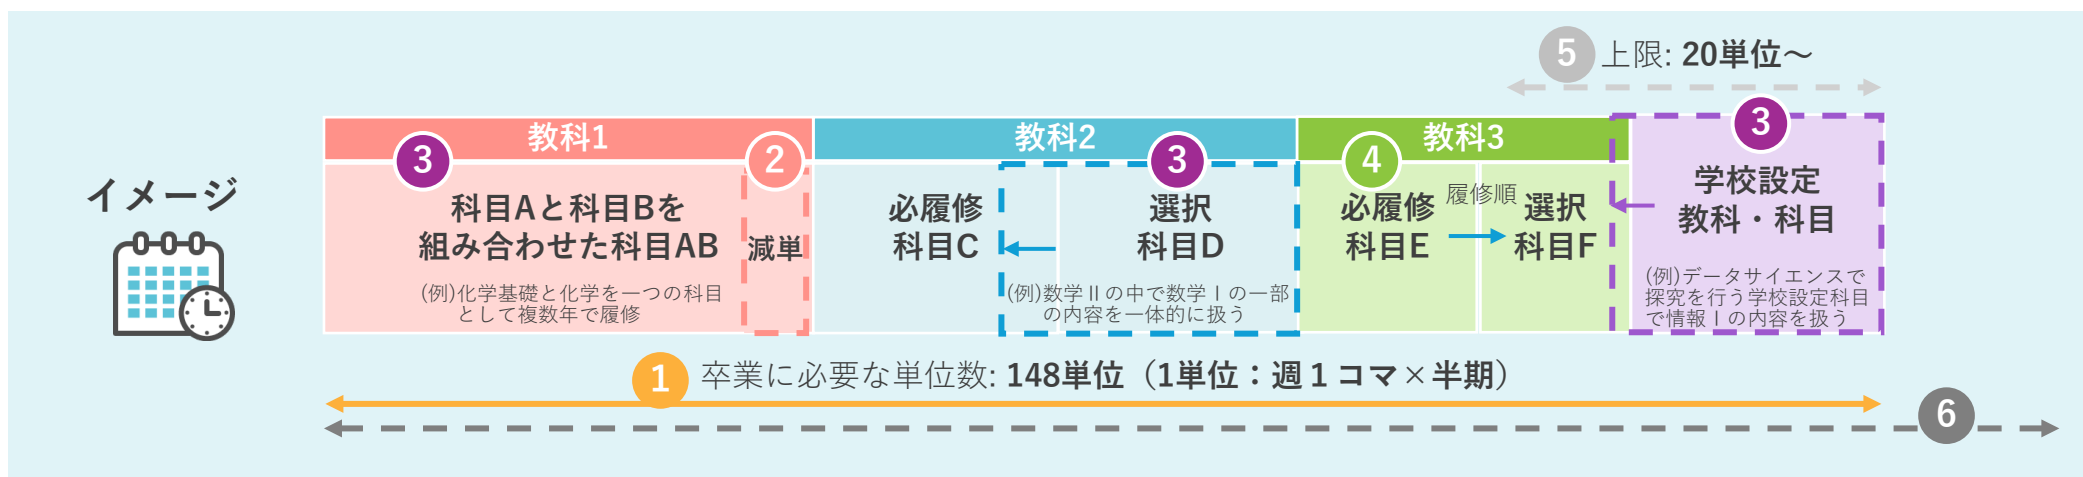 5 上限: 20単位～
教科1
教科2
教科3
3
2
3
4
3
イメージ
科目Aと科目Bを
組み合わせた科目AB
(例)化学基礎と化学を一つの科目
として複数年で履修
減単
必履修
科目C
選択
科目D
(例)数学Ⅱの中で数学Ⅰの一部
の内容を一体的に扱う
必履修
科目E
履修順
選択
科目F
学校設定
教科・科目
(例)データサイエンスで
探究を行う学校設定科目
で情報Ⅰの内容を扱う
1 卒業に必要な単位数: 148単位（1単位：週１コマ×半期）
6